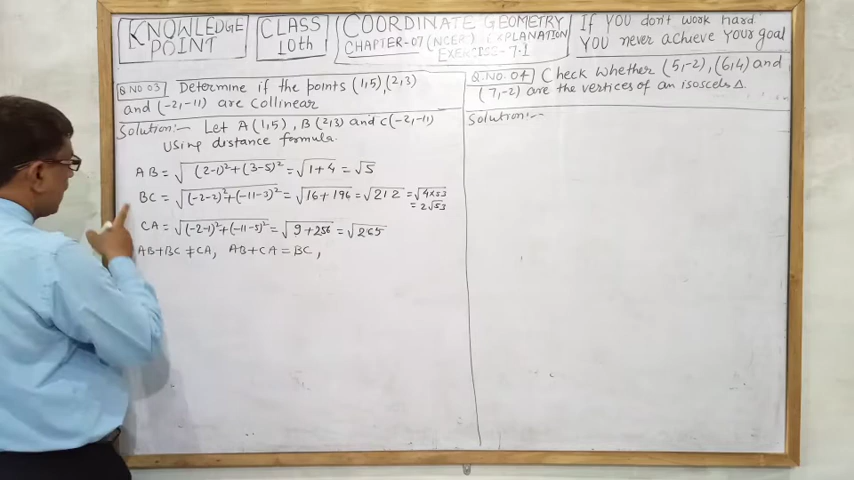 KNOWLEDGE
POINT
CLASS
10th
COORDINATE GEOMETRY
CHAPTER-07 (NCERT) EXPLANATION
EXERCISE-7.1
If You don't work hard
You never achieve Your goal
Q NO 03 Determine if the points (1,5), (2,3)
and (-2,-11) are collinear
Solution:- Let A(1,5), B(2,3) and C(-2,-11)
Using distance formula.
AB = √(2-1)²+(3-5)² = √1+4 = √5
BC = √(-2-2)²+(-11-3)² = √16+196 = √212 = √4×53
= 2√53
CA = √(-2-1)²+(-11-5)² = √9+256 = √265
AB+BC ≠ CA, AB+CA = BC,
Q.NO.04 Check whether (5,-2), (6,4) and
(7,-2) are the vertices of an isosceles Δ.
Solution:-